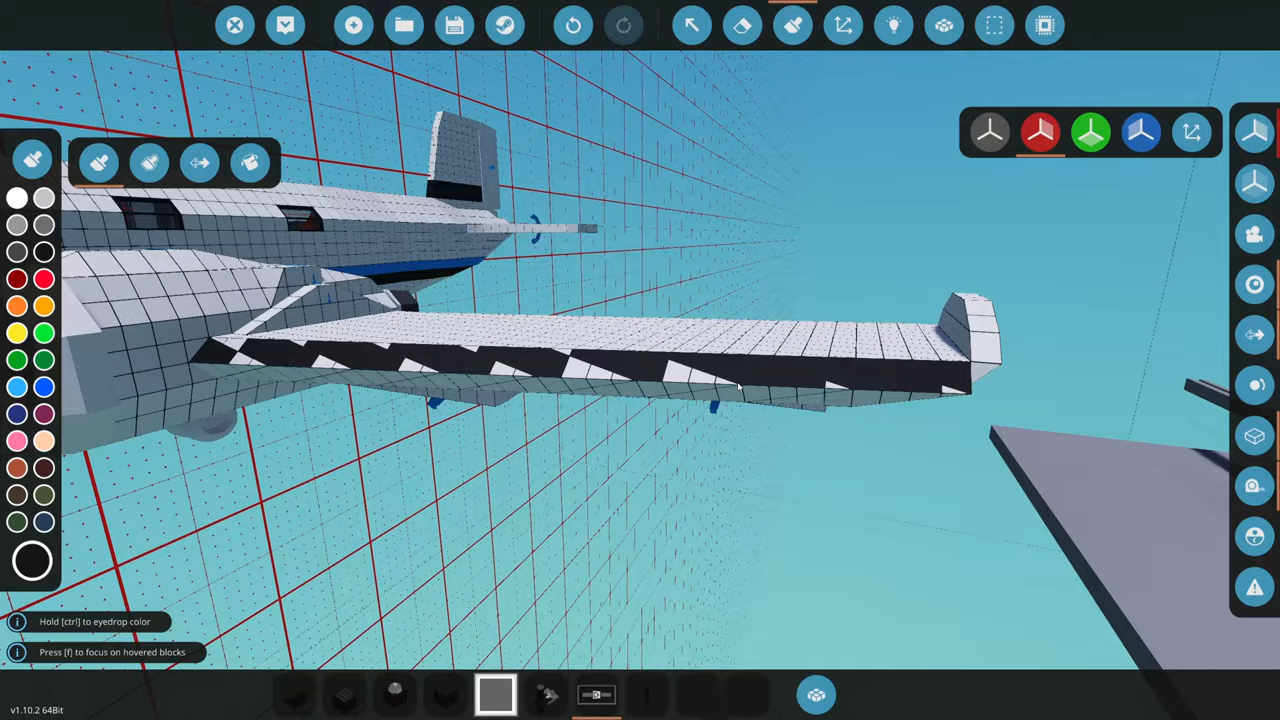 Hold [ctrl] to eyedrop color
Press [f] to focus on hovered blocks
v1.10.2 64Bit